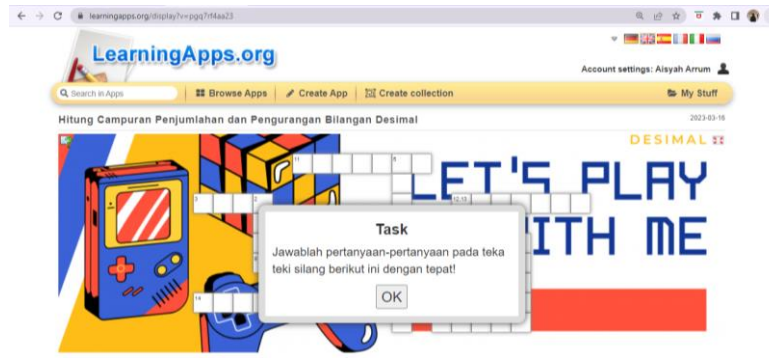 learningapps.org/display?v=pgq7rf4aa23
LearningApps.org
Account settings: Aisyah Arrum
Search in Apps
Browse Apps
Create App
Create collection
My Stuff
Hitung Campuran Penjumlahan dan Pengurangan Bilangan Desimal
2023-03-16
DESIMAL
LET'S PLAY
ITH ME
Task
Jawablah pertanyaan-pertanyaan pada teka
teki silang berikut ini dengan tepat!
OK